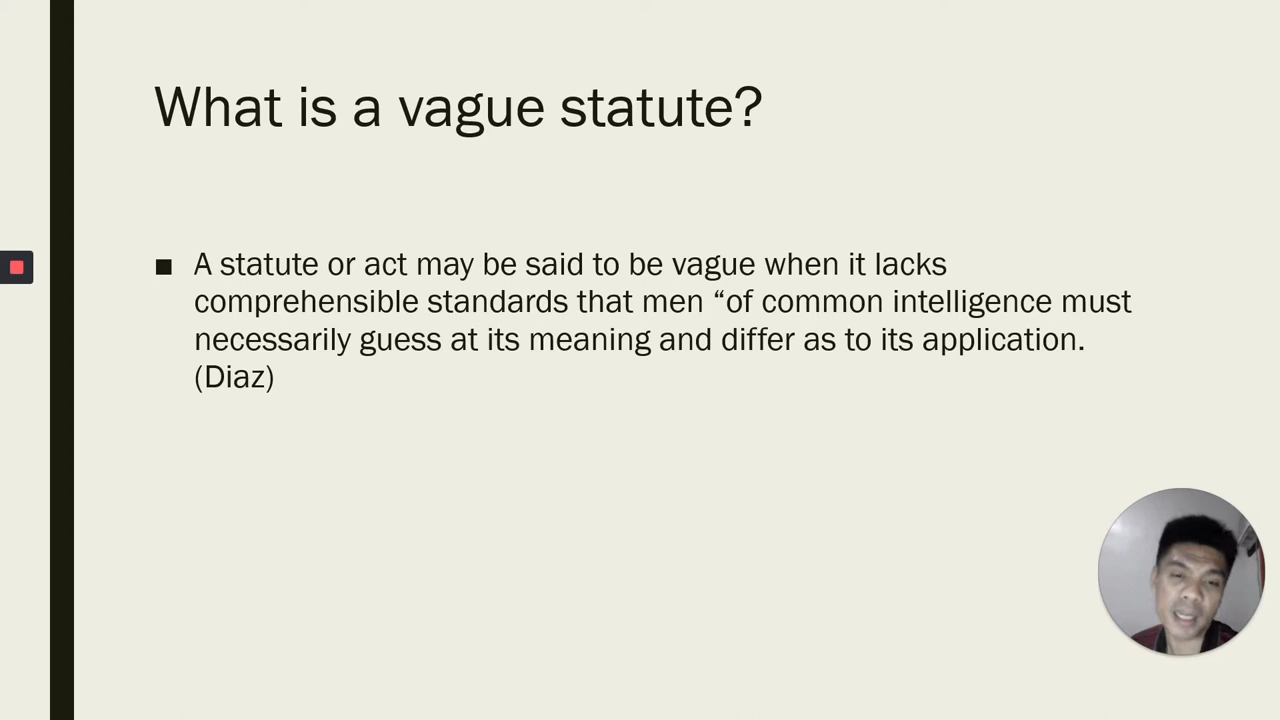 What is a vague statute?
■ A statute or act may be said to be vague when it lacks
comprehensible standards that men “of common intelligence must
necessarily guess at its meaning and differ as to its application.
(Diaz)